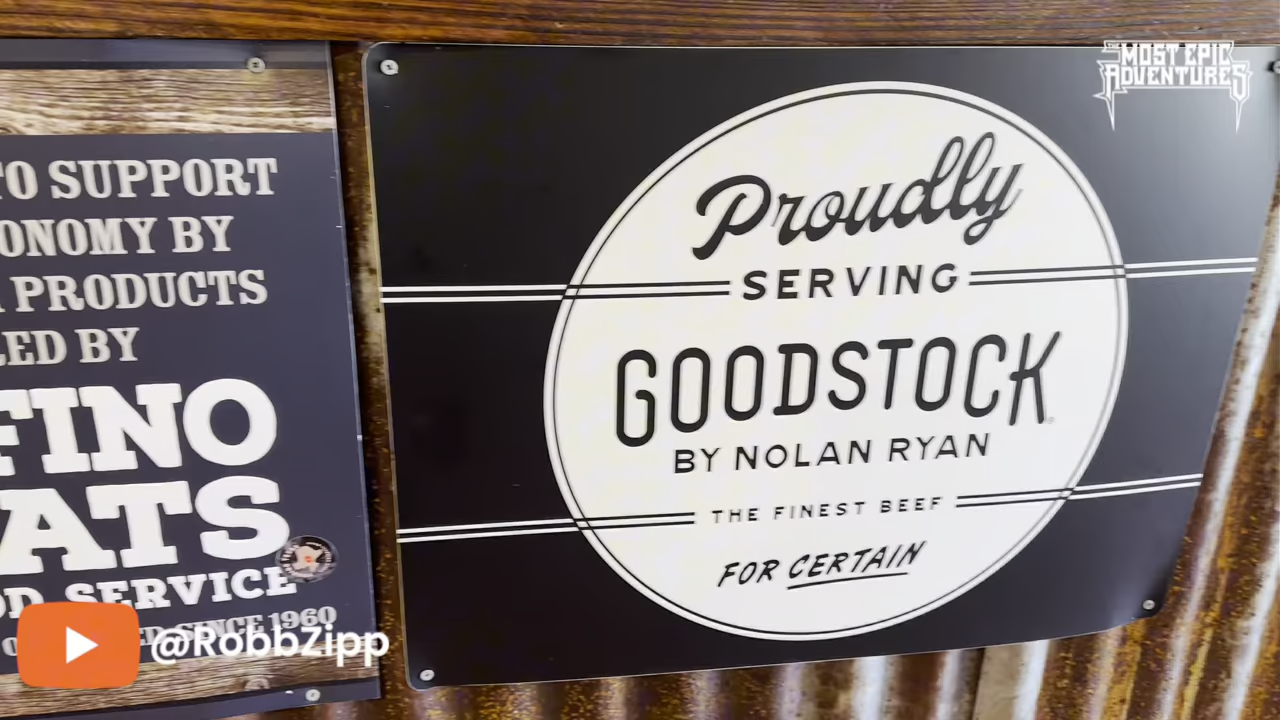 TO SUPPORT
ONOMY BY
PRODUCTS
LED BY
FINO
ATS
OD SERVICE
SINCE 1960
@RobbZipp
Proudly
SERVING
GOODSTOCK
BY NOLAN RYAN
THE FINEST BEEF
FOR CERTAIN
THE
MOST EPIC
ADVENTURES